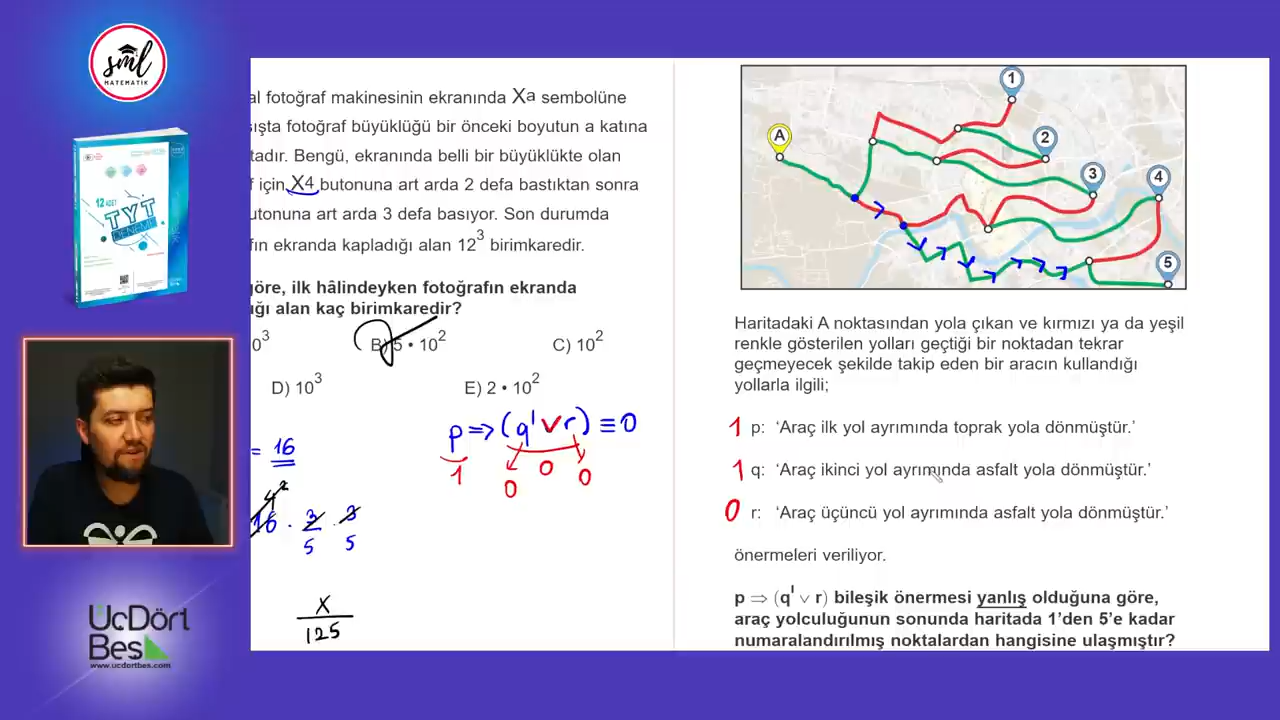 sml
MATEMATİK
12 ADET
TYT
DENEME
ÜçDört
Beş
www.ucdortbes.com
al fotoğraf makinesinin ekranında Xa sembolüne
ışta fotoğraf büyüklüğü bir önceki boyutun a katına
tadır. Bengü, ekranında belli bir büyüklükte olan
f için X4 butonuna art arda 2 defa bastıktan sonra
utonuna art arda 3 defa basıyor. Son durumda
fın ekranda kapladığı alan 12³ birimkaredir.
göre, ilk hâlindeyken fotoğrafın ekranda
ığı alan kaç birimkaredir?
0³ B) 5 • 10² C) 10²
D) 10³ E) 2 • 10²
p ⇒ (q' ∨ r) ≡ 0
1 0 0 0
= 16
4 2
16 . 3/5 . 3/5
X/125
A
1
2
3
4
5
Haritadaki A noktasından yola çıkan ve kırmızı ya da yeşil
renkle gösterilen yolları geçtiği bir noktadan tekrar
geçmeyecek şekilde takip eden bir aracın kullandığı
yollarla ilgili;
1 p: 'Araç ilk yol ayrımında toprak yola dönmüştür.'
1 q: 'Araç ikinci yol ayrımında asfalt yola dönmüştür.'
0 r: 'Araç üçüncü yol ayrımında asfalt yola dönmüştür.'
önermeleri veriliyor.
p ⇒ (q' ∨ r) bileşik önermesi yanlış olduğuna göre,
araç yolculuğunun sonunda haritada 1'den 5'e kadar
numaralandırılmış noktalardan hangisine ulaşmıştır?